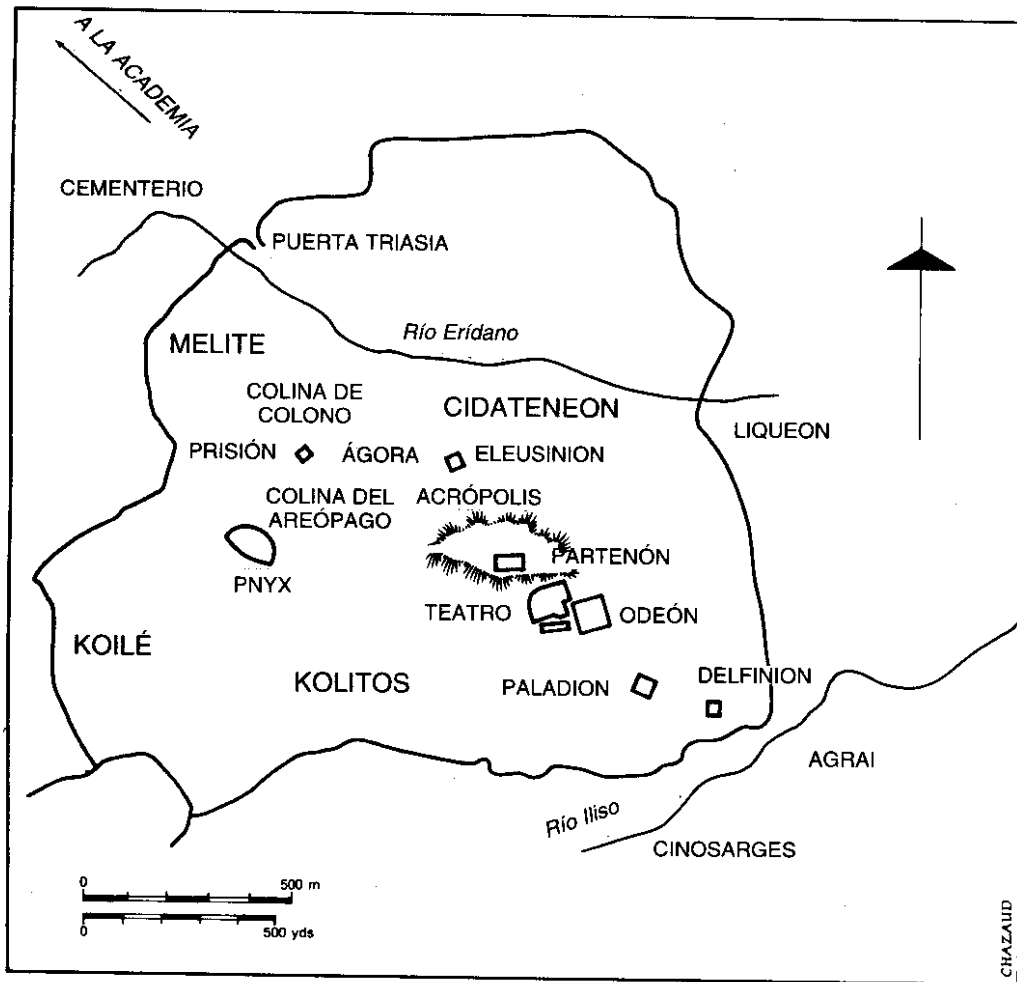 A LA ACADEMIA
CEMENTERIO
PUERTA TRIASIA
Río Erídano
MELITE
COLINA DE
COLONO
CIDATENEON
LIQUEON
PRISIÓN
ÁGORA
ELEUSINION
COLINA DEL
AREÓPAGO
ACRÓPOLIS
PARTENÓN
PNYX
TEATRO
ODEÓN
KOILÉ
KOLITOS
PALADION
DELFINION
AGRAI
Río Iliso
CINOSARGES
0 500 m
0 500 yds
CHAZAUD